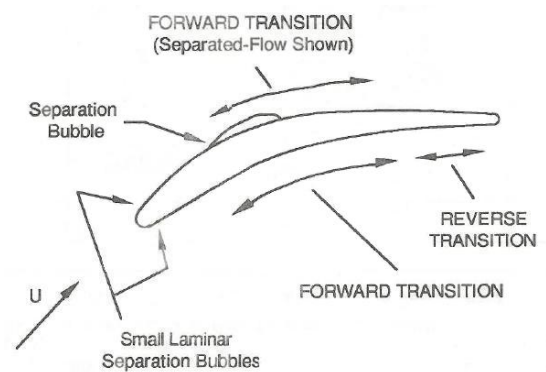 FORWARD TRANSITION
(Separated-Flow Shown)
Separation
Bubble
REVERSE
TRANSITION
FORWARD TRANSITION
U
Small Laminar
Separation Bubbles